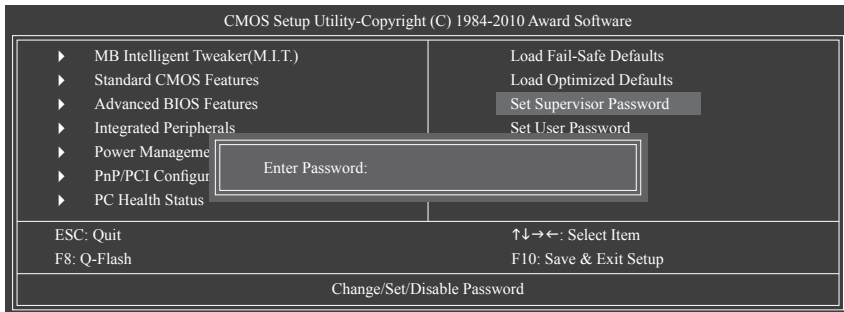 CMOS Setup Utility-Copyright (C) 1984-2010 Award Software
MB Intelligent Tweaker(M.I.T.)
Standard CMOS Features
Advanced BIOS Features
Integrated Peripherals
Power Manageme
PnP/PCI Configur
PC Health Status
Load Fail-Safe Defaults
Load Optimized Defaults
Set Supervisor Password
Set User Password
Enter Password:
ESC: Quit
F8: Q-Flash
↑↓→←: Select Item
F10: Save & Exit Setup
Change/Set/Disable Password